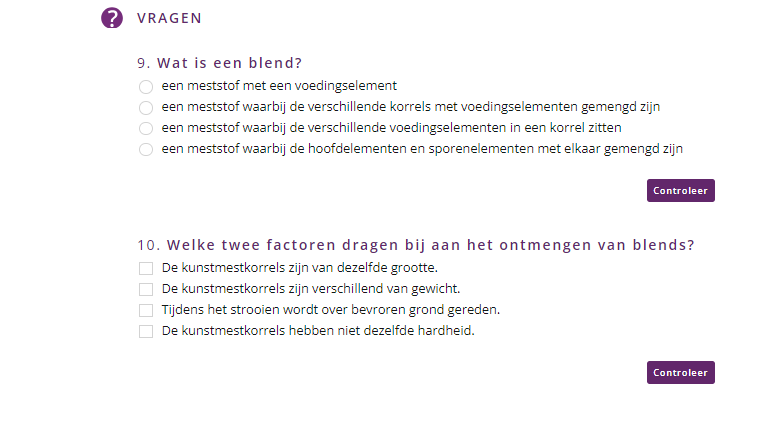 ? VRAGEN
9. Wat is een blend?
een meststof met een voedingselement
een meststof waarbij de verschillende korrels met voedingselementen gemengd zijn
een meststof waarbij de verschillende voedingselementen in een korrel zitten
een meststof waarbij de hoofdelementen en sporenelementen met elkaar gemengd zijn
Controleer
10. Welke twee factoren dragen bij aan het ontmengen van blends?
De kunstmestkorrels zijn van dezelfde grootte.
De kunstmestkorrels zijn verschillend van gewicht.
Tijdens het strooien wordt over bevroren grond gereden.
De kunstmestkorrels hebben niet dezelfde hardheid.
Controleer